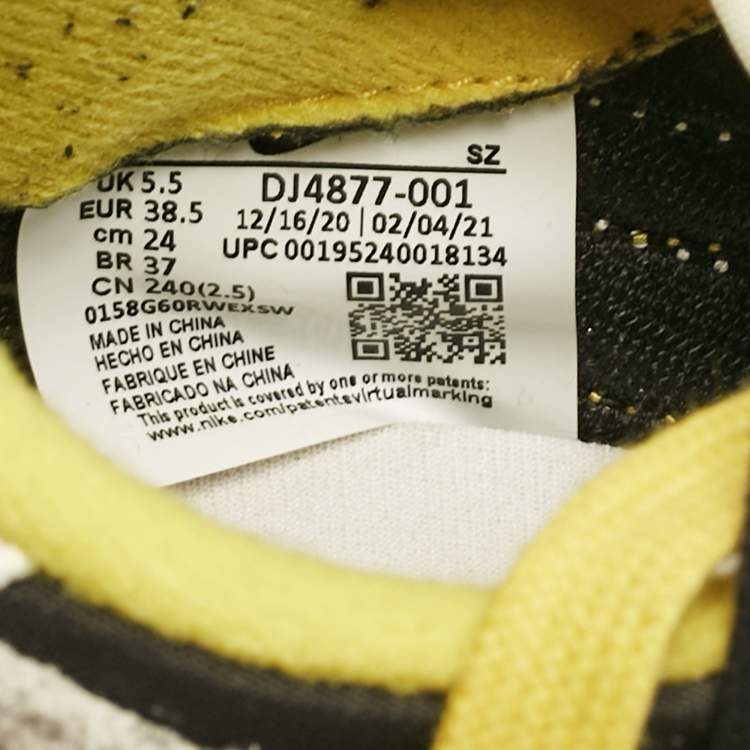 SZ
UK 5.5
EUR 38.5
cm 24
BR 37
CN 240(2.5)
DJ4877-001
12/16/20 | 02/04/21
UPC 00195240018134
0158G60RWEXSW
MADE IN CHINA
HECHO EN CHINA
FABRIQUE EN CHINE
FABRICADO NA CHINA
This product is covered by one or more patents:
www.nike.com/patentsvirtualmarking